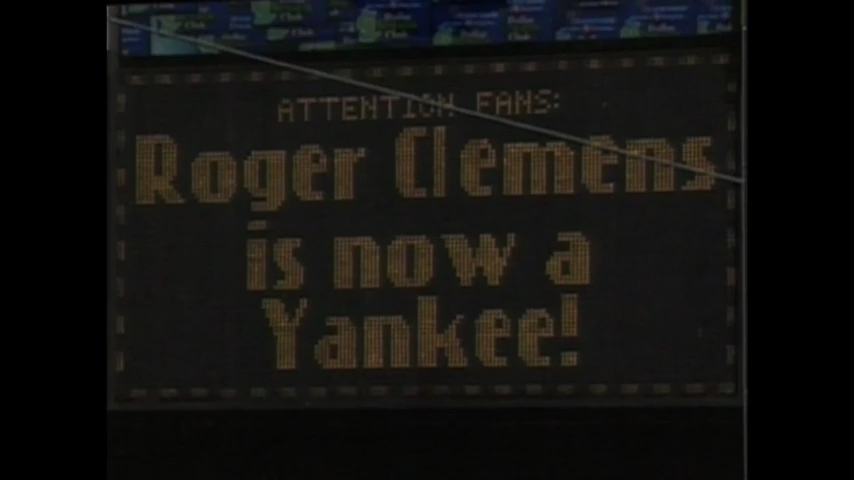 ATTENTION FANS:
Roger Clemens
is now a
Yankee!